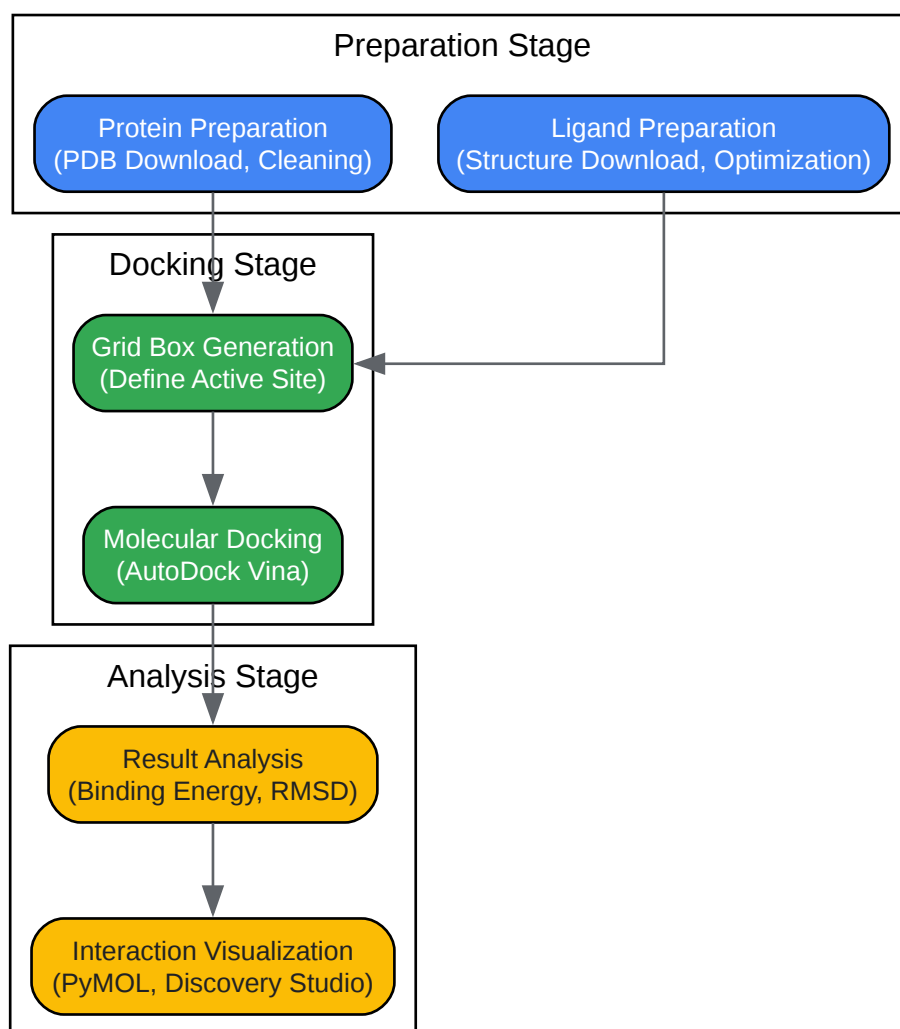 Preparation Stage
Protein Preparation
(PDB Download, Cleaning)
Ligand Preparation
(Structure Download, Optimization)
Docking Stage
Grid Box Generation
(Define Active Site)
Molecular Docking
(AutoDock Vina)
Analysis Stage
Result Analysis
(Binding Energy, RMSD)
Interaction Visualization
(PyMOL, Discovery Studio)